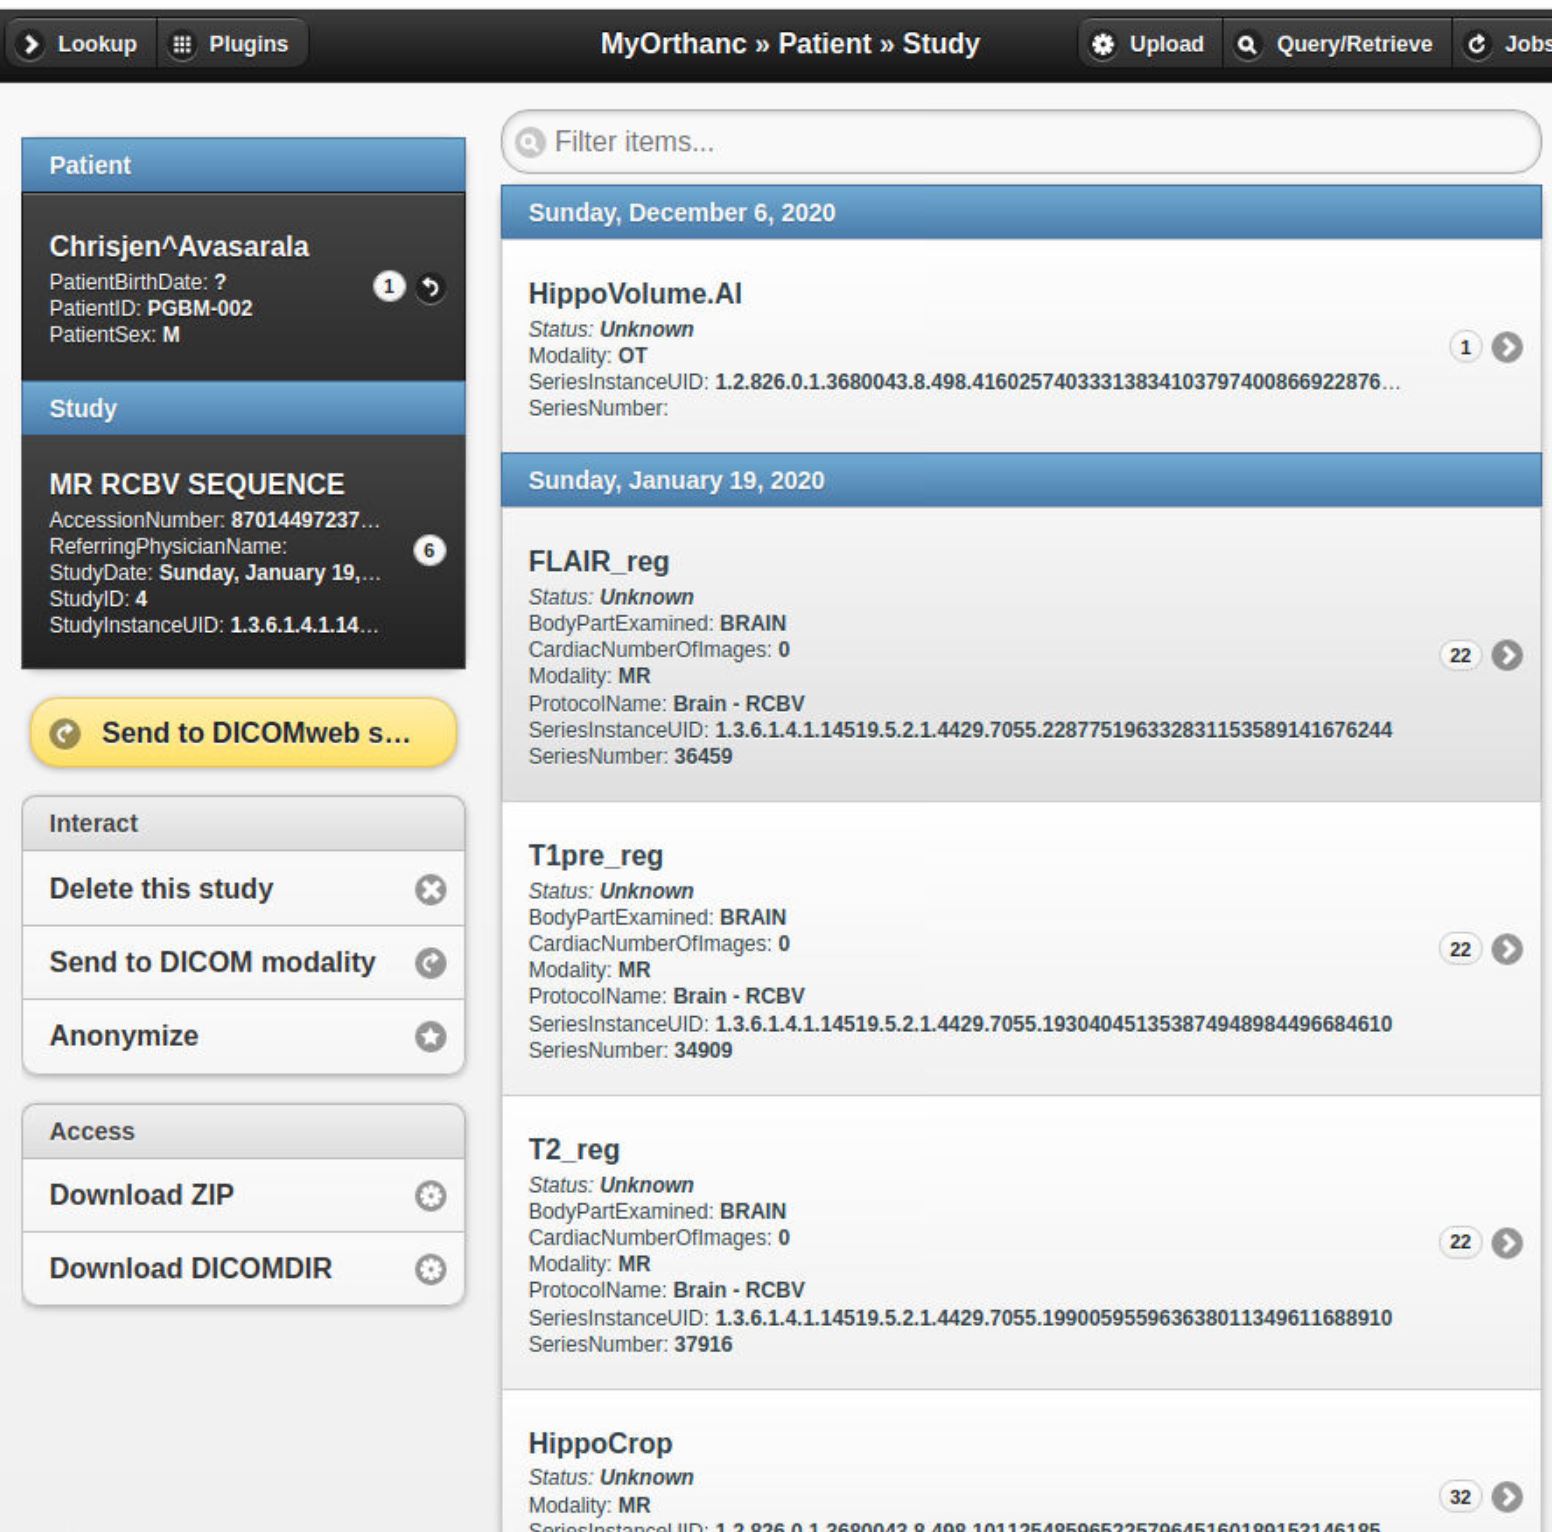 Lookup
Plugins
MyOrthanc » Patient » Study
Upload
Query/Retrieve
Jobs
Patient
Chrisjen^Avasarala
PatientBirthDate: ?
PatientID: PGBM-002
PatientSex: M
1
Study
MR RCBV SEQUENCE
AccessionNumber: 87014497237...
ReferringPhysicianName:
StudyDate: Sunday, January 19,...
StudyID: 4
StudyInstanceUID: 1.3.6.1.4.1.14...
6
Send to DICOMweb s...
Interact
Delete this study
Send to DICOM modality
Anonymize
Access
Download ZIP
Download DICOMDIR
Filter items...
Sunday, December 6, 2020
HippoVolume.AI
Status: Unknown
Modality: OT
SeriesInstanceUID: 1.2.826.0.1.3680043.8.498.41602574033313834103797400866922876...
SeriesNumber:
1
Sunday, January 19, 2020
FLAIR_reg
Status: Unknown
BodyPartExamined: BRAIN
CardiacNumberOfImages: 0
Modality: MR
ProtocolName: Brain - RCBV
SeriesInstanceUID: 1.3.6.1.4.1.14519.5.2.1.4429.7055.228775196332831153589141676244
SeriesNumber: 36459
22
T1pre_reg
Status: Unknown
BodyPartExamined: BRAIN
CardiacNumberOfImages: 0
Modality: MR
ProtocolName: Brain - RCBV
SeriesInstanceUID: 1.3.6.1.4.1.14519.5.2.1.4429.7055.193040451353874948984496684610
SeriesNumber: 34909
22
T2_reg
Status: Unknown
BodyPartExamined: BRAIN
CardiacNumberOfImages: 0
Modality: MR
ProtocolName: Brain - RCBV
SeriesInstanceUID: 1.3.6.1.4.1.14519.5.2.1.4429.7055.199005955963638011349611688910
SeriesNumber: 37916
22
HippoCrop
Status: Unknown
Modality: MR
SeriesInstanceUID:
32